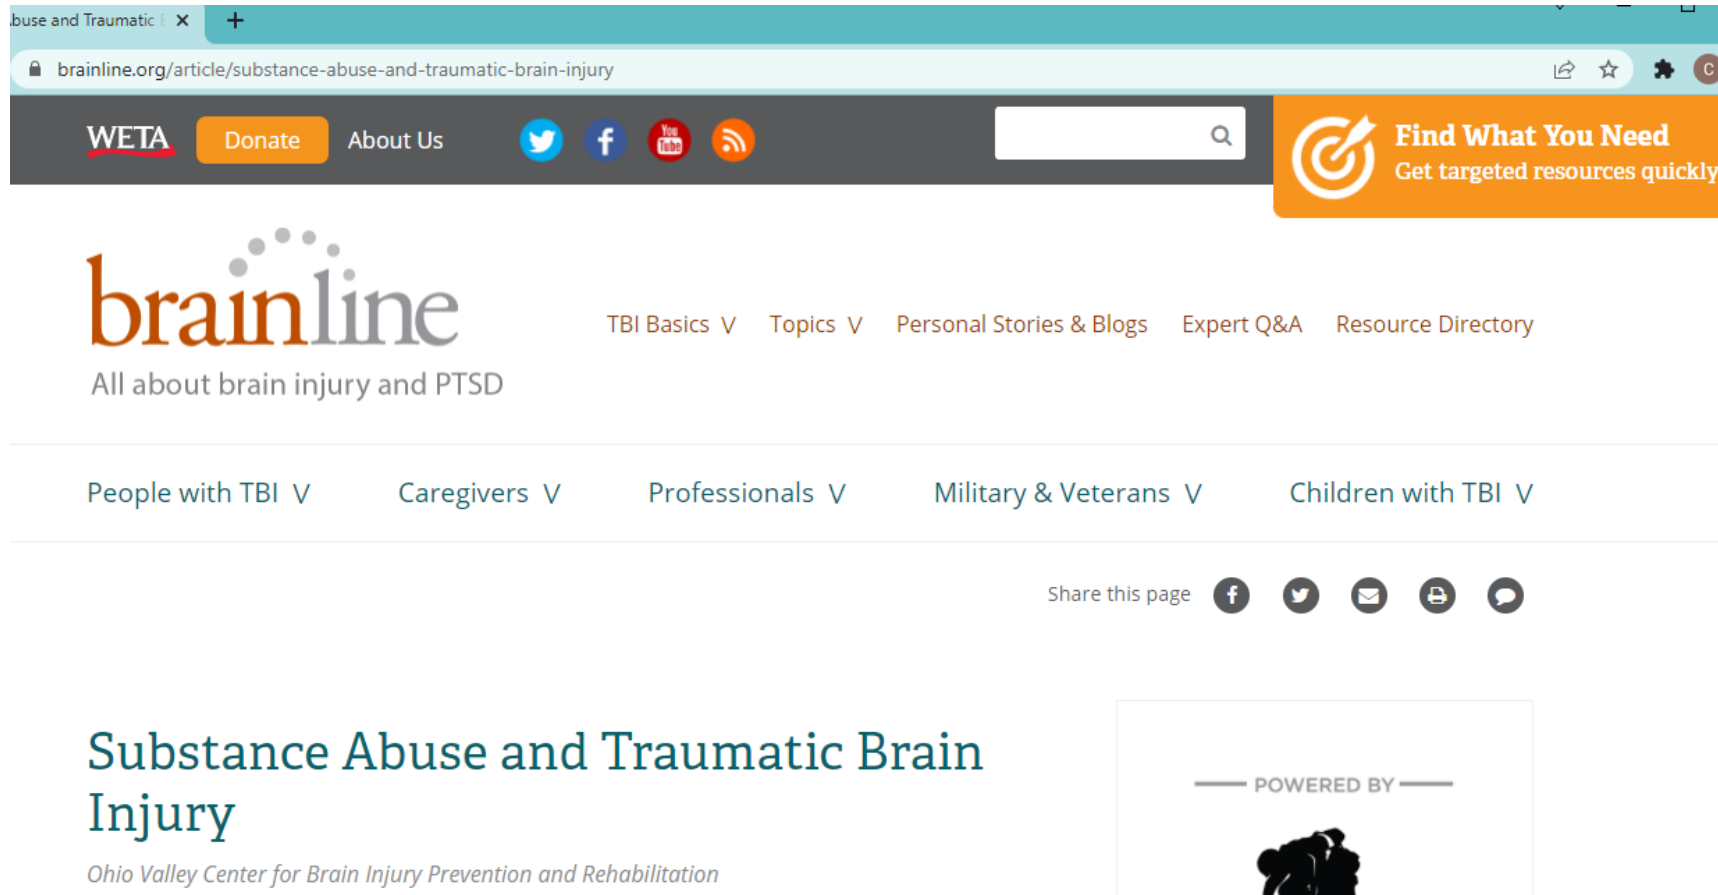 buse and Traumatic
brainline.org/article/substance-abuse-and-traumatic-brain-injury
C
WETA Donate About Us You Tube
Find What You Need
Get targeted resources quickly
brainline
All about brain injury and PTSD
TBI Basics V Topics V Personal Stories & Blogs Expert Q&A Resource Directory
People with TBI V Caregivers V Professionals V Military & Veterans V Children with TBI V
Share this page
Substance Abuse and Traumatic Brain
Injury
Ohio Valley Center for Brain Injury Prevention and Rehabilitation
POWERED BY